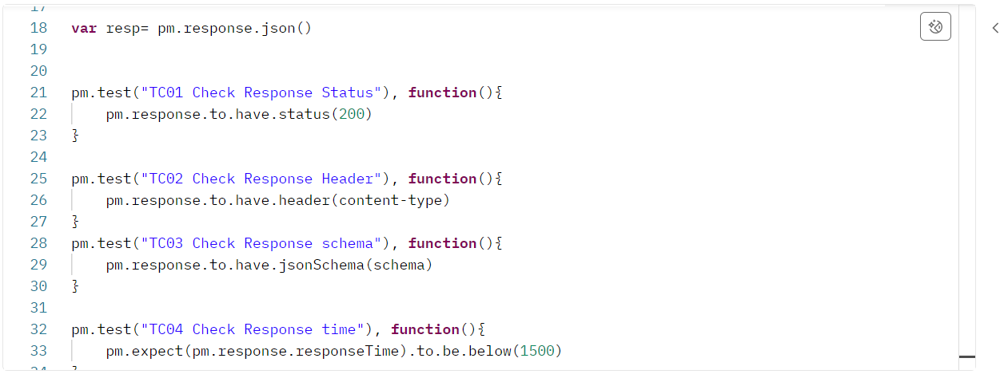 17
18 var resp= pm.response.json()
19
20
21 pm.test("TC01 Check Response Status"), function(){
22 pm.response.to.have.status(200)
23 }
24
25 pm.test("TC02 Check Response Header"), function(){
26 pm.response.to.have.header(content-type)
27 }
28 pm.test("TC03 Check Response schema"), function(){
29 pm.response.to.have.jsonSchema(schema)
30 }
31
32 pm.test("TC04 Check Response time"), function(){
33 pm.expect(pm.response.responseTime).to.be.below(1500)
34 }